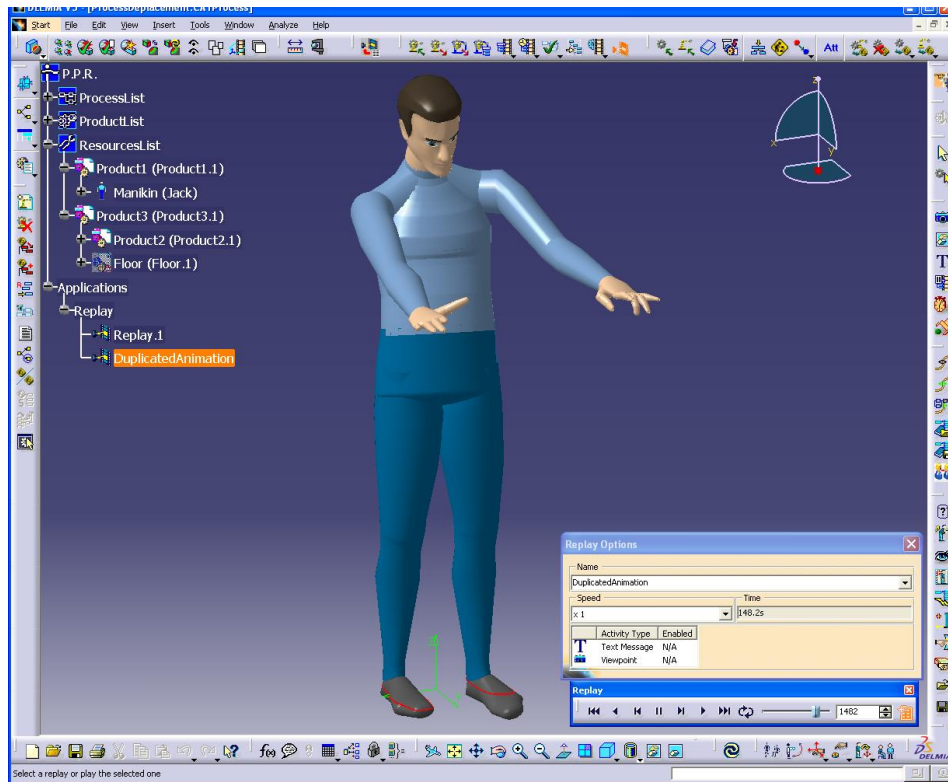 DELMIA V5 - [ProcessDeplacement.CATProcess]
Start File Edit View Insert Tools Window Analyze Help
Att
P.P.R.
ProcessList
ProductList
ResourcesList
Product1 (Product1.1)
Manikin (Jack)
Product3 (Product3.1)
Product2 (Product2.1)
Floor (Floor.1)
Applications
Replay
Replay.1
DuplicatedAnimation
z
x
y
Replay Options
Name
DuplicatedAnimation
Speed Time
x 1 148.2s
Activity Type Enabled
T Text Message N/A
Viewpoint N/A
Replay
1482
f(x)
DELMIA
Select a replay or play the selected one